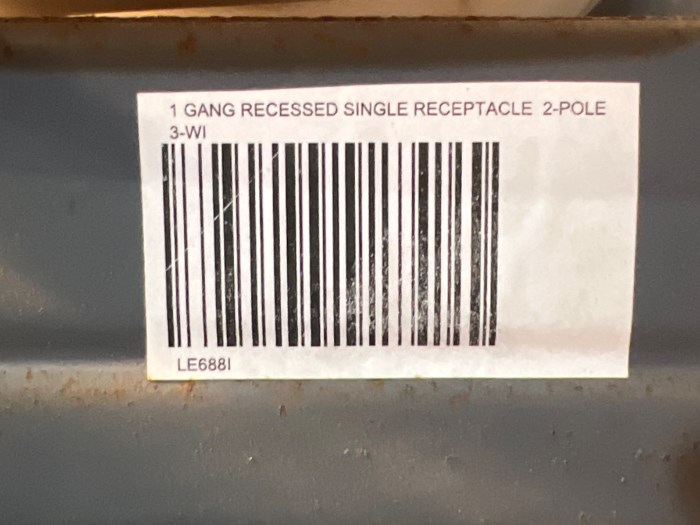 1 GANG RECESSED SINGLE RECEPTACLE 2-POLE
3-WI
LE688I